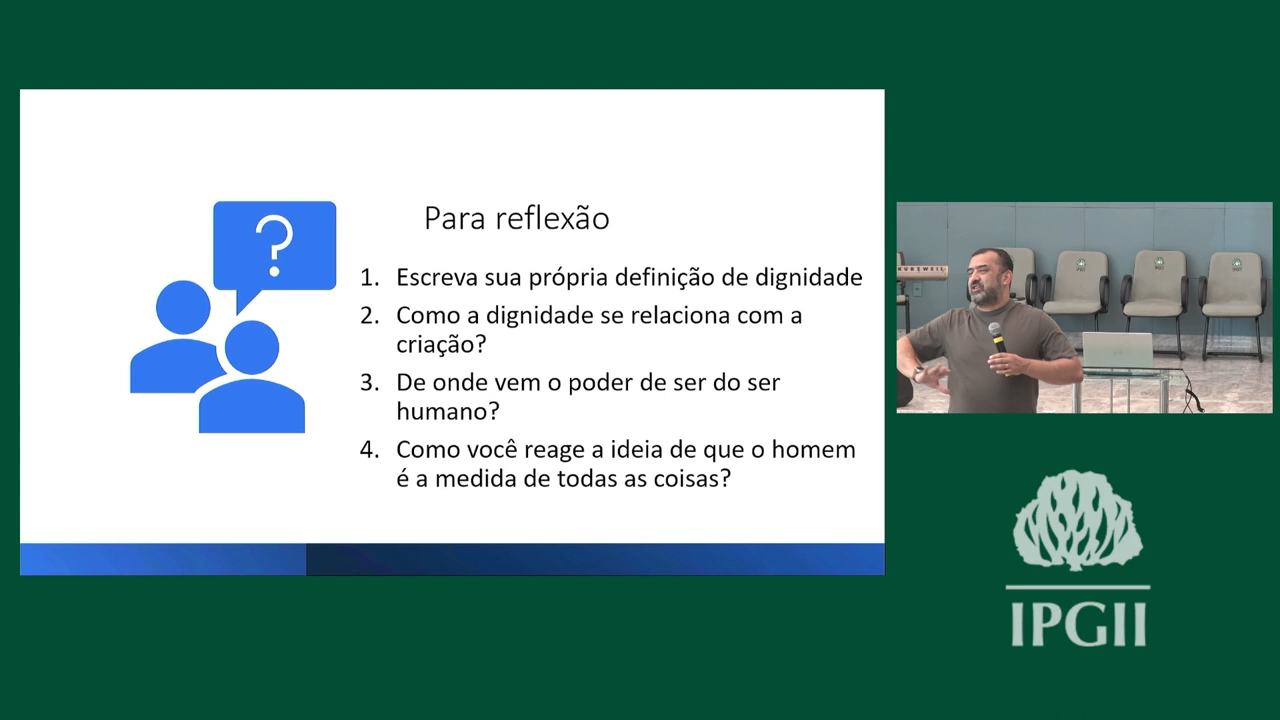 Para reflexão
1. Escreva sua própria definição de dignidade
2. Como a dignidade se relaciona com a
criação?
3. De onde vem o poder de ser do ser
humano?
4. Como você reage a ideia de que o homem
é a medida de todas as coisas?
?
KURZWEIL
IPGII